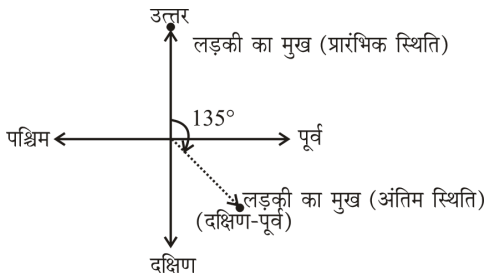 उत्तर
लड़की का मुख (प्रारंभिक स्थिति)
135°
पश्चिम
पूर्व
लड़की का मुख (अंतिम स्थिति)
(दक्षिण-पूर्व)
दक्षिण